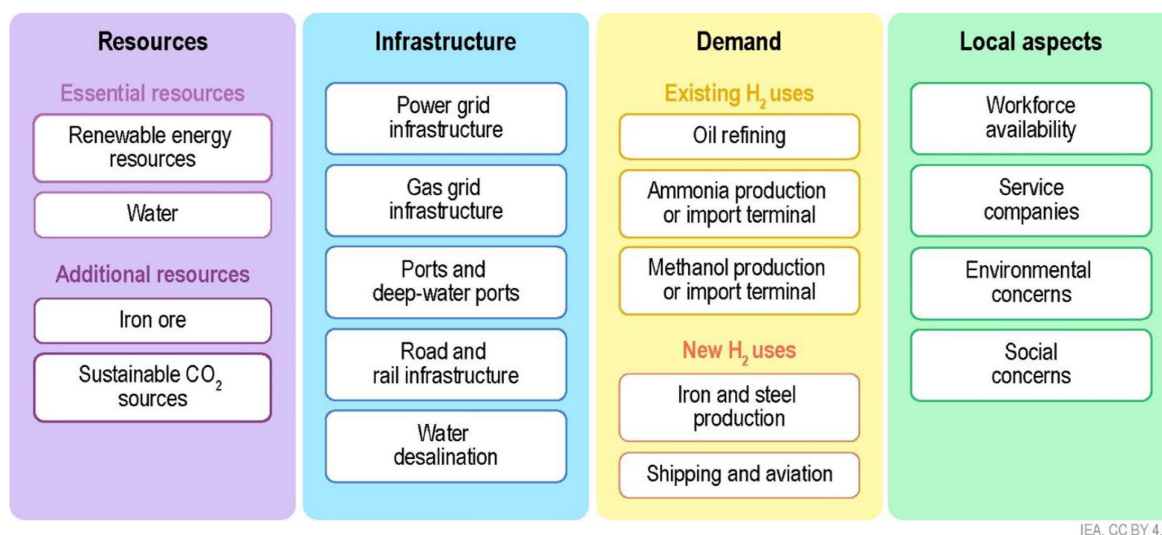 Resources
Essential resources
Renewable energy
resources
Water
Additional resources
Iron ore
Sustainable CO2
sources
Infrastructure
Power grid
infrastructure
Gas grid
infrastructure
Ports and
deep-water ports
Road and
rail infrastructure
Water
desalination
Demand
Existing H2 uses
Oil refining
Ammonia production
or import terminal
Methanol production
or import terminal
New H2 uses
Iron and steel
production
Shipping and aviation
Local aspects
Workforce
availability
Service
companies
Environmental
concerns
Social
concerns
IEA. CC BY 4.